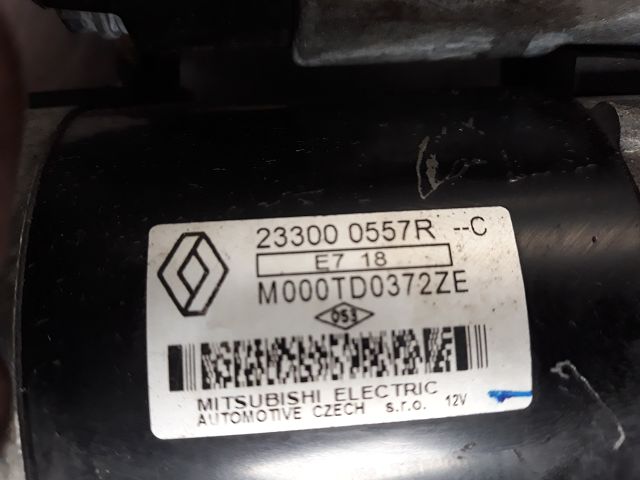 23300 0557R --C
E7 18
M000TD0372ZE
053
MITSUBISHI ELECTRIC
AUTOMOTIVE CZECH s.r.o. 12V